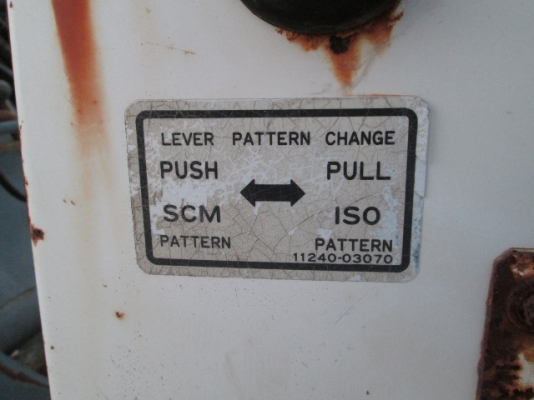 LEVER PATTERN CHANGE
PUSH PULL
SCM ISO
PATTERN PATTERN
11240-03070